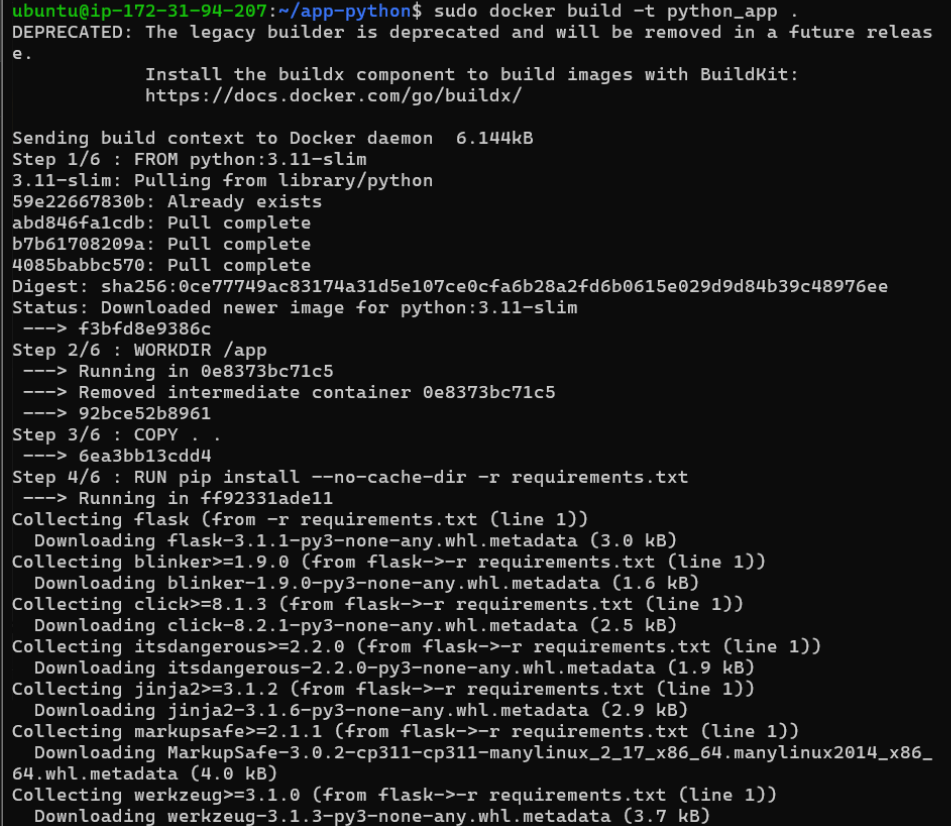 ubuntu@ip-172-31-94-207:~/app-python$ sudo docker build -t python_app .
DEPRECATED: The legacy builder is deprecated and will be removed in a future releas
e.
            Install the buildx component to build images with BuildKit:
            https://docs.docker.com/go/buildx/

Sending build context to Docker daemon  6.144kB
Step 1/6 : FROM python:3.11-slim
3.11-slim: Pulling from library/python
59e22667830b: Already exists
abd846fa1cdb: Pull complete
b7b61708209a: Pull complete
4085babbc570: Pull complete
Digest: sha256:0ce77749ac83174a31d5e107ce0cfa6b28a2fd6b0615e029d9d84b39c48976ee
Status: Downloaded newer image for python:3.11-slim
 ---> f3bfd8e9386c
Step 2/6 : WORKDIR /app
 ---> Running in 0e8373bc71c5
 ---> Removed intermediate container 0e8373bc71c5
 ---> 92bce52b8961
Step 3/6 : COPY . .
 ---> 6ea3bb13cdd4
Step 4/6 : RUN pip install --no-cache-dir -r requirements.txt
 ---> Running in ff92331ade11
Collecting flask (from -r requirements.txt (line 1))
  Downloading flask-3.1.1-py3-none-any.whl.metadata (3.0 kB)
Collecting blinker>=1.9.0 (from flask->-r requirements.txt (line 1))
  Downloading blinker-1.9.0-py3-none-any.whl.metadata (1.6 kB)
Collecting click>=8.1.3 (from flask->-r requirements.txt (line 1))
  Downloading click-8.2.1-py3-none-any.whl.metadata (2.5 kB)
Collecting itsdangerous>=2.2.0 (from flask->-r requirements.txt (line 1))
  Downloading itsdangerous-2.2.0-py3-none-any.whl.metadata (1.9 kB)
Collecting jinja2>=3.1.2 (from flask->-r requirements.txt (line 1))
  Downloading jinja2-3.1.6-py3-none-any.whl.metadata (2.9 kB)
Collecting markupsafe>=2.1.1 (from flask->-r requirements.txt (line 1))
  Downloading MarkupSafe-3.0.2-cp311-cp311-manylinux_2_17_x86_64.manylinux2014_x86_
64.whl.metadata (4.0 kB)
Collecting werkzeug>=3.1.0 (from flask->-r requirements.txt (line 1))
  Downloading werkzeug-3.1.3-py3-none-any.whl.metadata (3.7 kB)